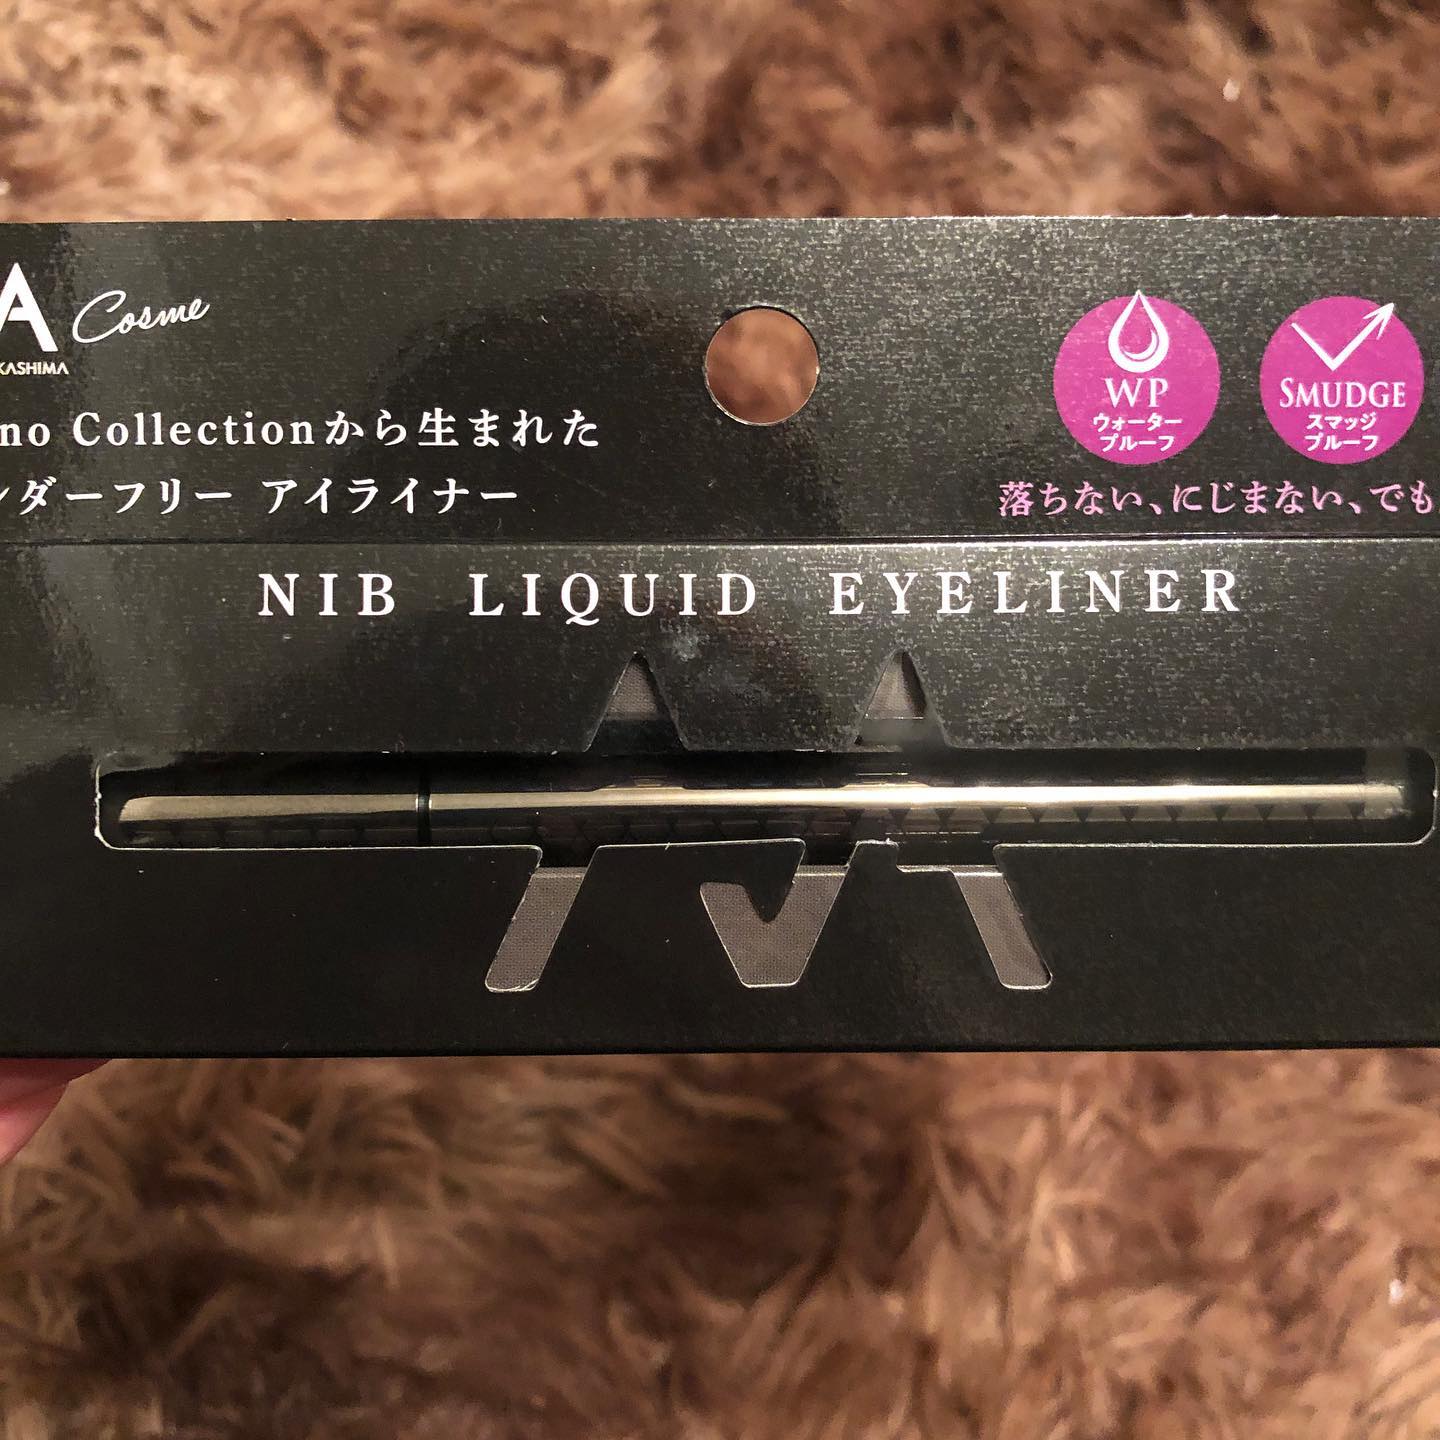 A Cosme
KASHIMA
no Collectionから生まれた
ンダーフリー アイライナー
WP
ウォーター
プルーフ
SMUDGE
スマッジ
プルーフ
落ちない、にじまない、でも
NIB LIQUID EYELINER